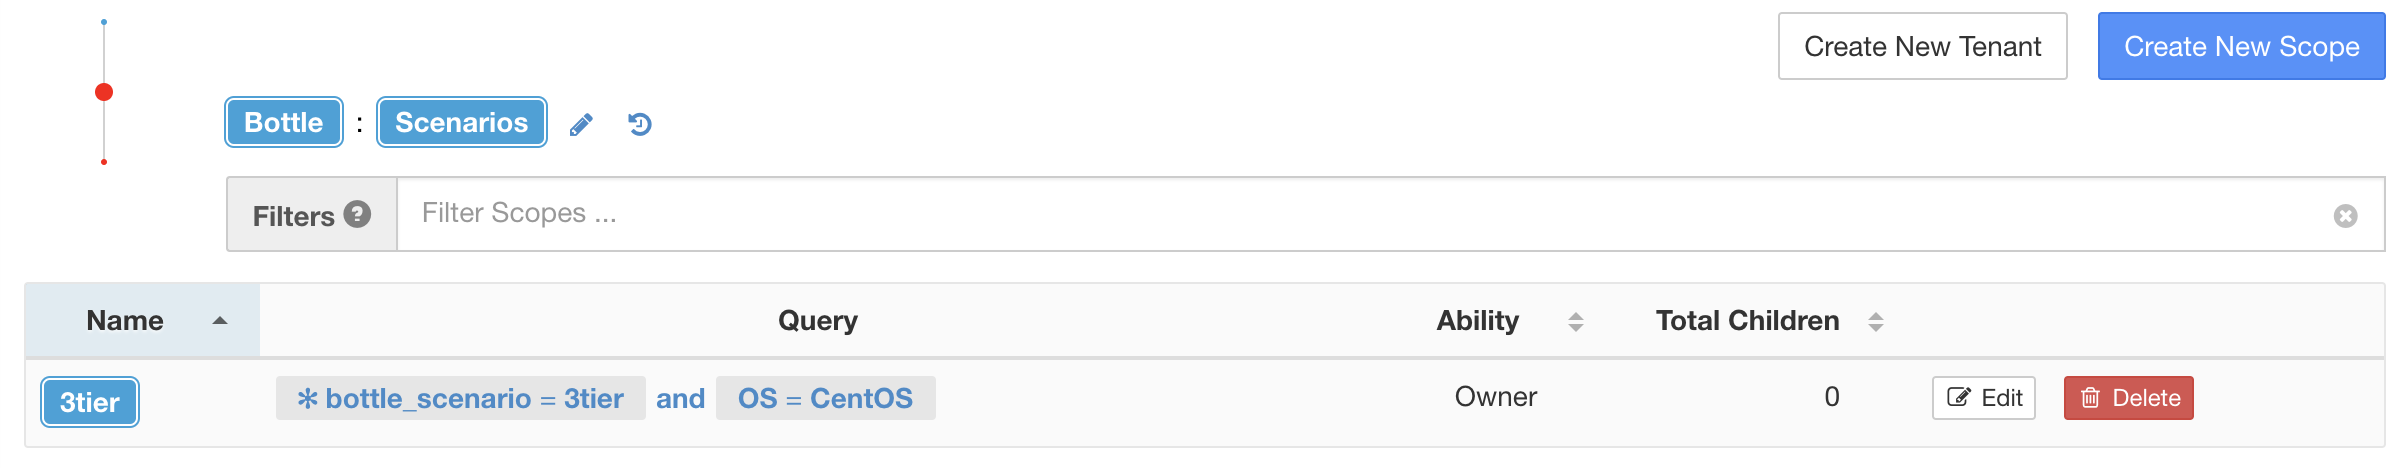 Create New Tenant Create New Scope
Bottle : Scenarios
Filters ? Filter Scopes ...
Name Query Ability Total Children
3tier * bottle_scenario = 3tier and OS = CentOS Owner 0 Edit Delete